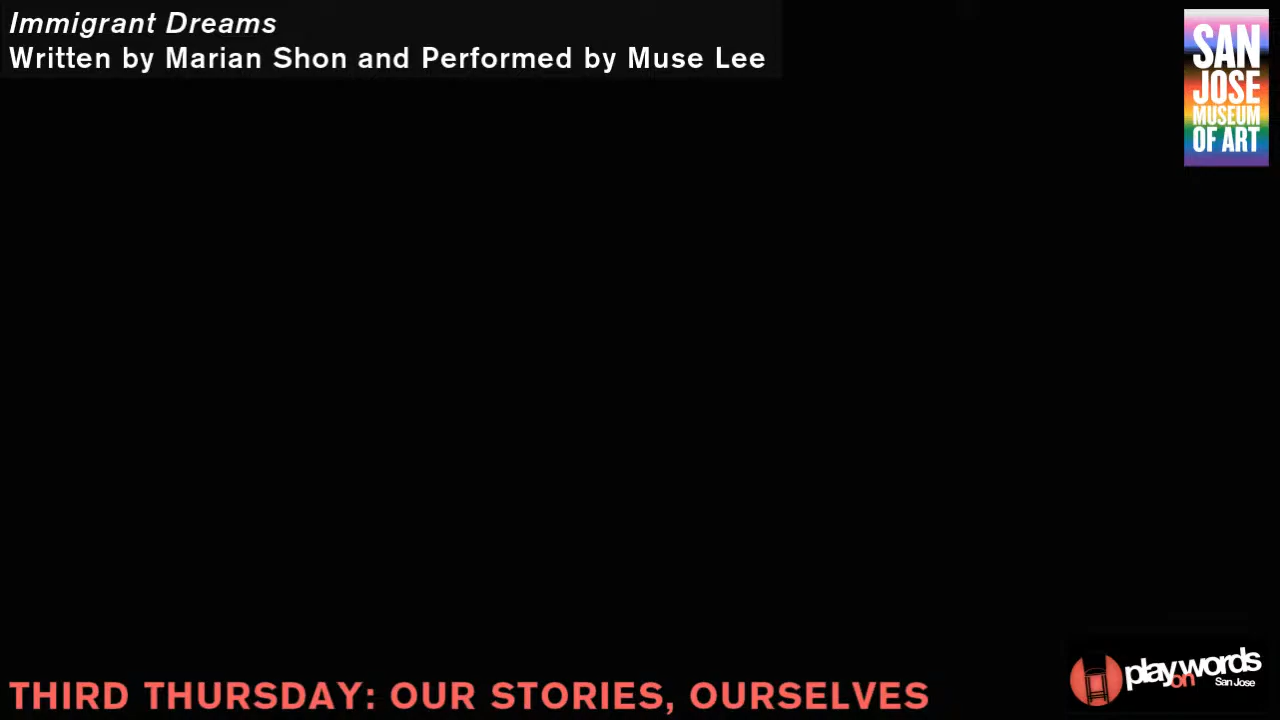 Immigrant Dreams
Written by Marian Shon and Performed by Muse Lee
SAN
JOSE
MUSEUM
OF ART
THIRD THURSDAY: OUR STORIES, OURSELVES
play on words
San Jose